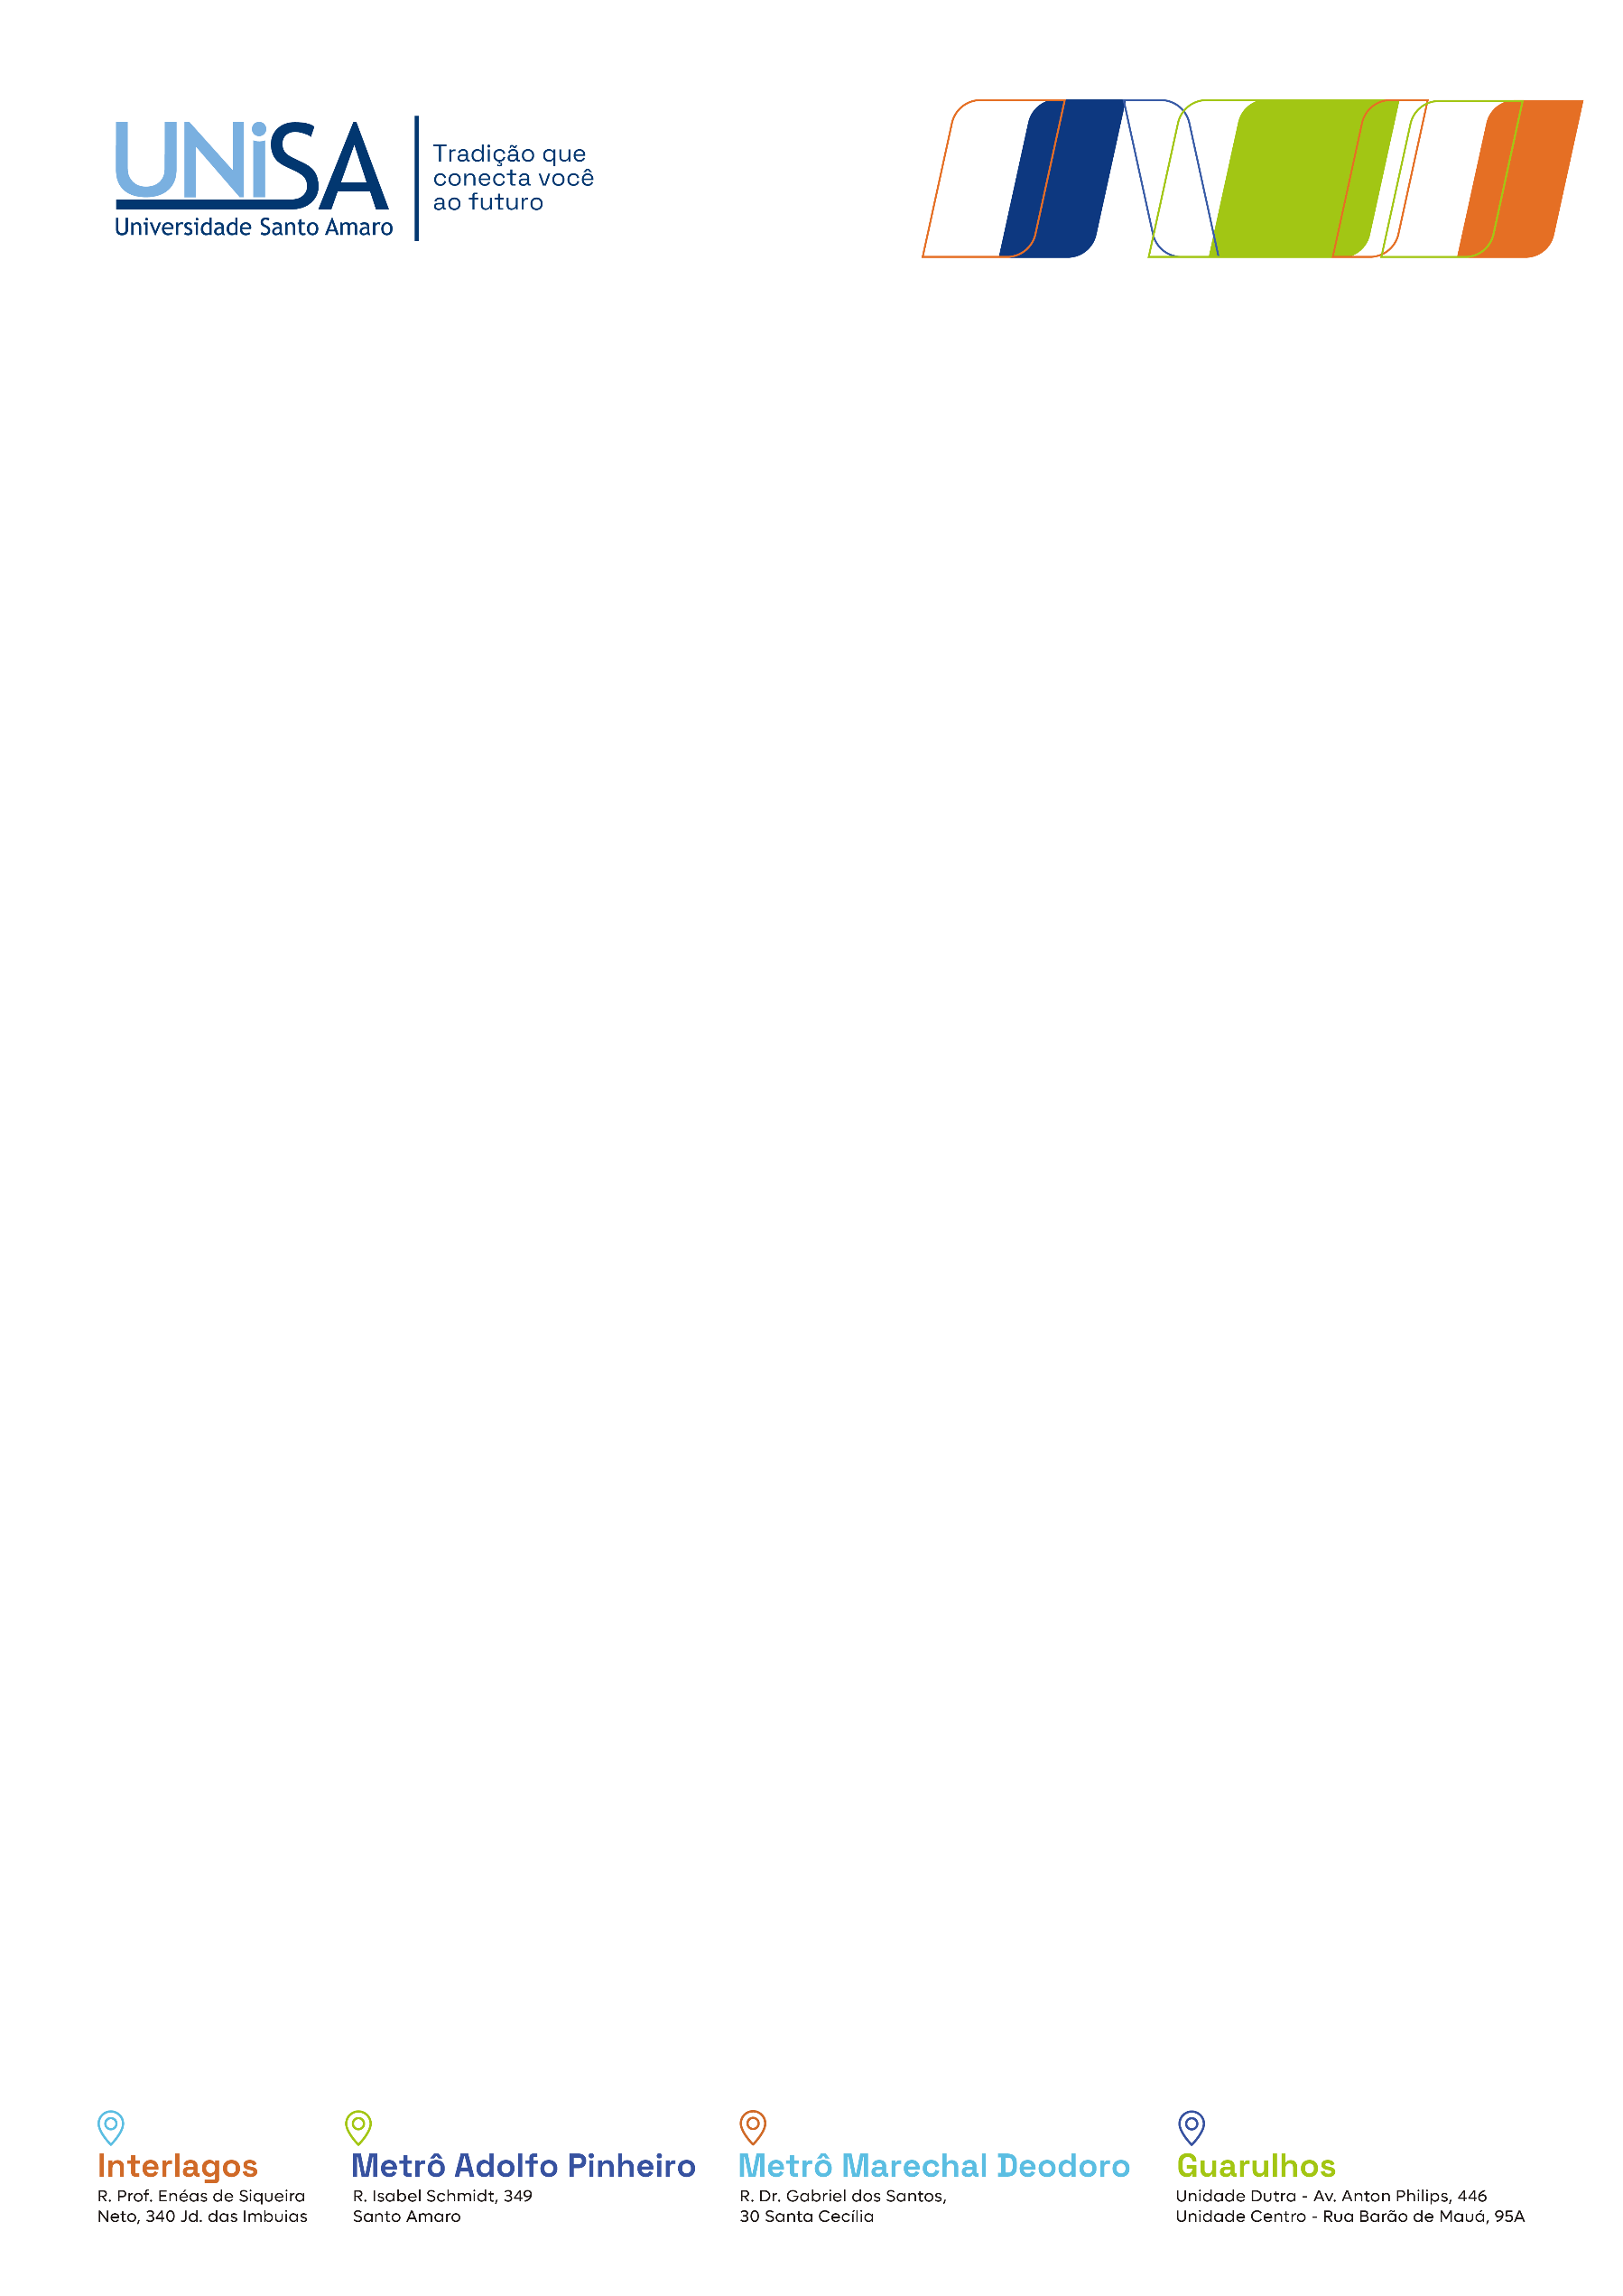 UNiSA
Universidade Santo Amaro
Tradição que
conecta você
ao futuro
Interlagos
R. Prof. Enéas de Siqueira
Neto, 340 Jd. das Imbuias
Metrô Adolfo Pinheiro
R. Isabel Schmidt, 349
Santo Amaro
Metrô Marechal Deodoro
R. Dr. Gabriel dos Santos,
30 Santa Cecília
Guarulhos
Unidade Dutra - Av. Anton Philips, 446
Unidade Centro - Rua Barão de Mauá, 95A